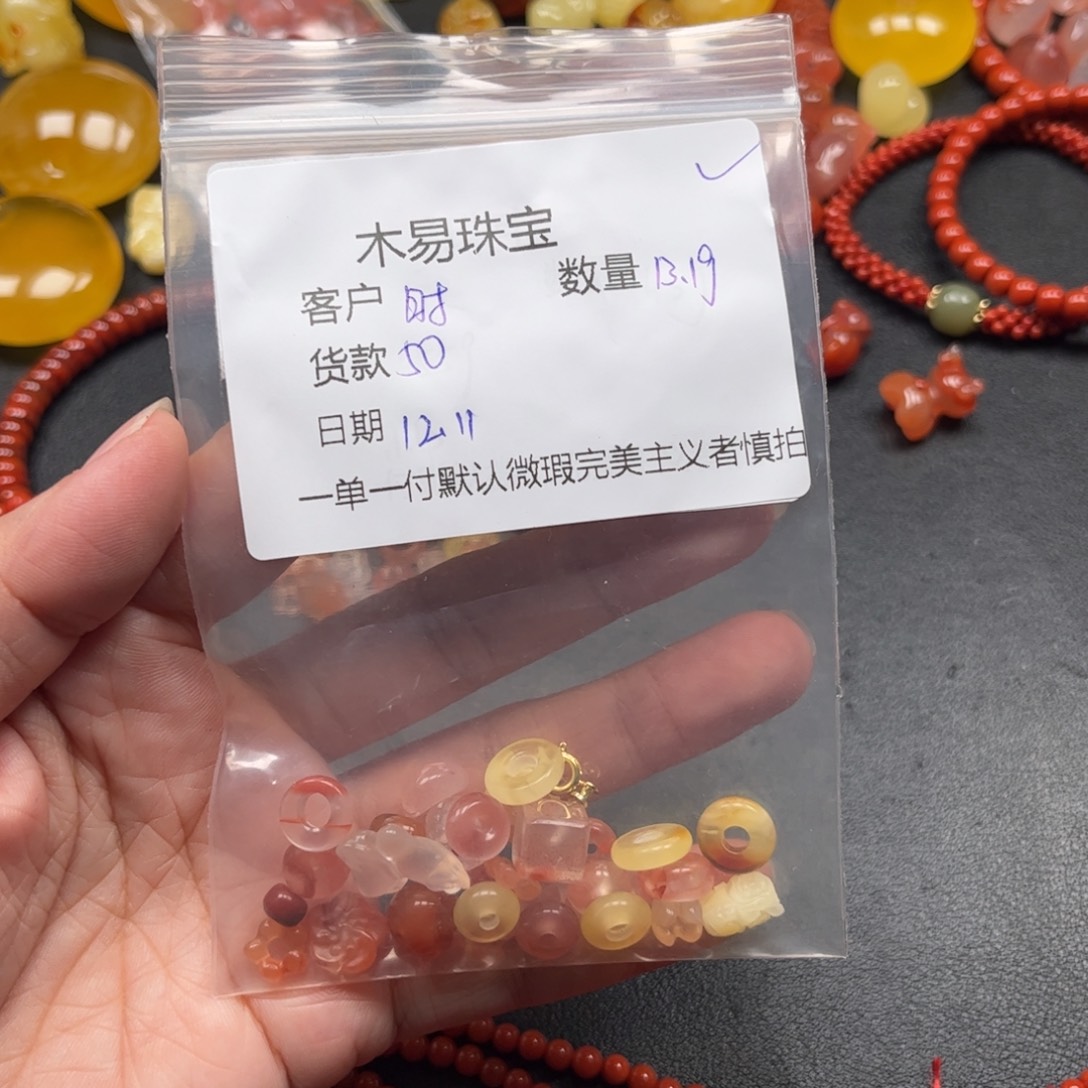 木易珠宝
客户 财 数量 13.19
货款 50
日期 12.11
一单一付默认微瑕完美主义者慎拍